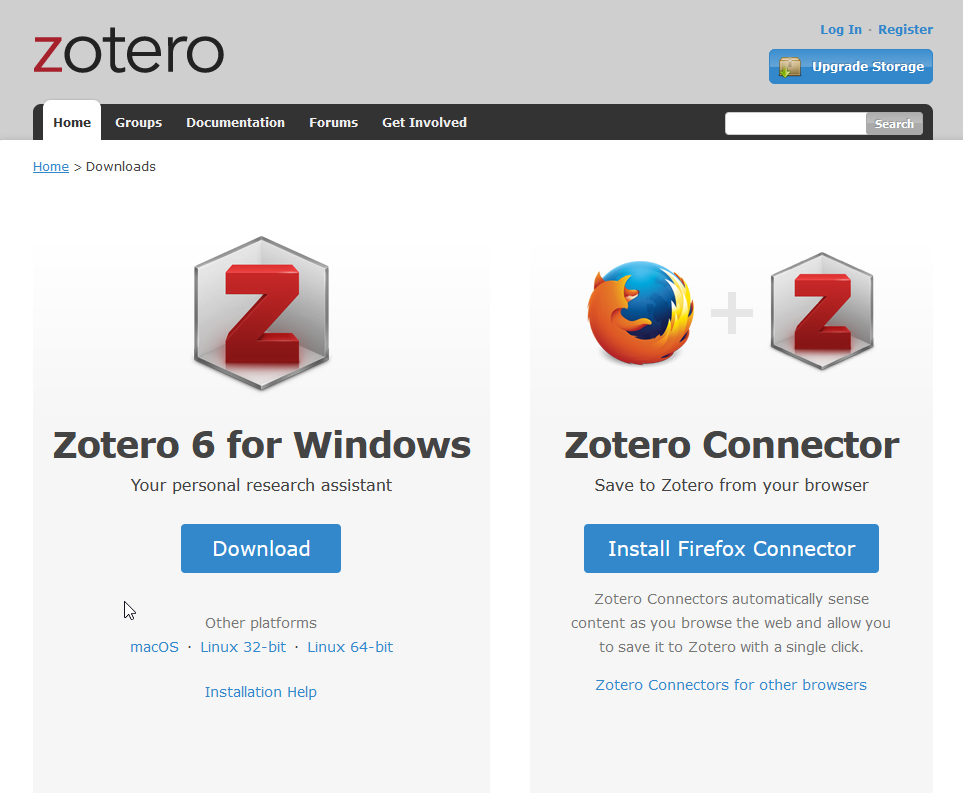 zotero
Log In · Register
Upgrade Storage
Home Groups Documentation Forums Get Involved Search
Home > Downloads
Z
Z
Zotero 6 for Windows
Your personal research assistant
Download
Other platforms
macOS · Linux 32-bit · Linux 64-bit
Installation Help
Zotero Connector
Save to Zotero from your browser
Install Firefox Connector
Zotero Connectors automatically sense
content as you browse the web and allow you
to save it to Zotero with a single click.
Zotero Connectors for other browsers